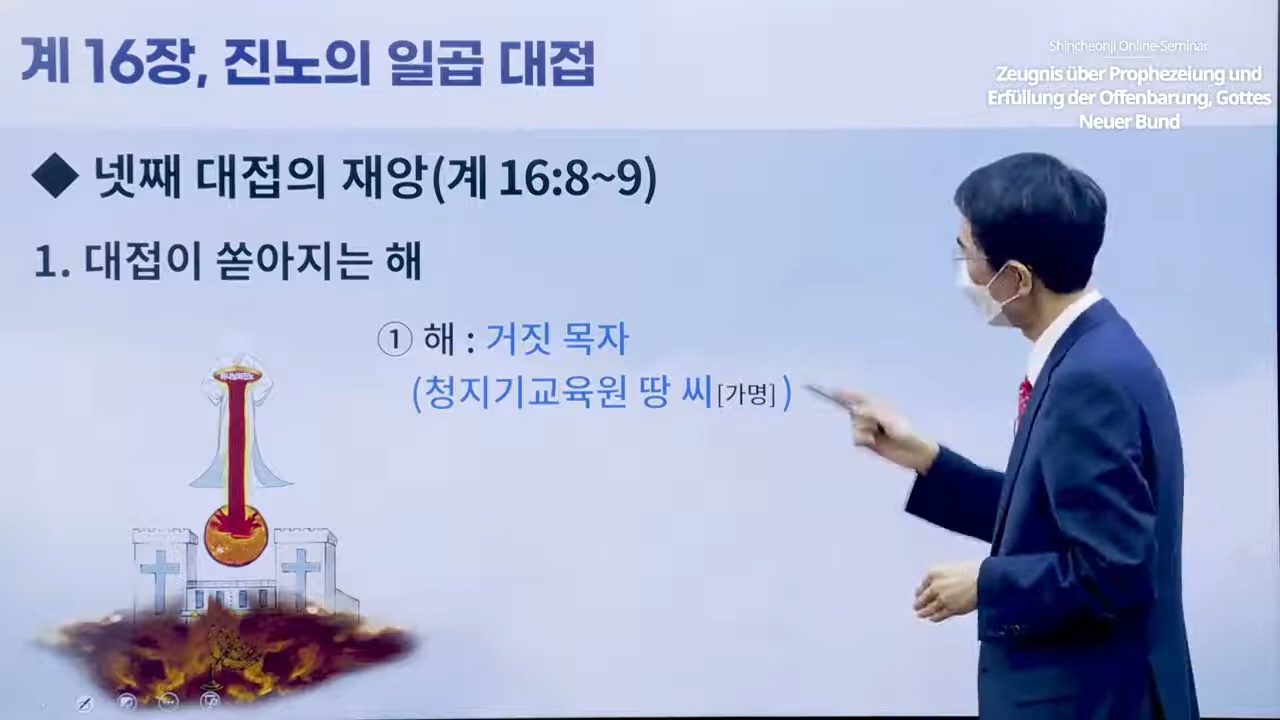 계 16장, 진노의 일곱 대접
Shincheonji Online-Seminar
Zeugnis über Prophezeiung und
Erfüllung der Offenbarung, Gottes
Neuer Bund
◆ 넷째 대접의 재앙(계 16:8~9)
1. 대접이 쏟아지는 해
① 해 : 거짓 목자
(청지기교육원 땅 씨[가명])